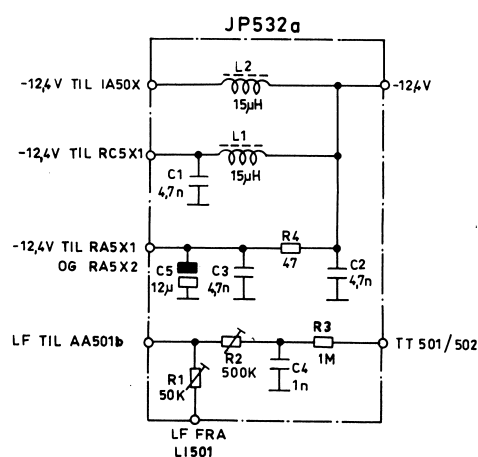 JP532a
L2
-12,4V TIL IA50X
-12,4V
15µH
L1
-12,4V TIL RC5X1
C1
4,7n
15µH
-12,4V TIL RA5X1
OG RA5X2
R4
47
C5
12µ
C3
4,7n
C2
4,7n
LF TIL AA501b
R3
1M
TT 501/502
R2
500K
C4
1n
R1
50K
LF FRA
LI501